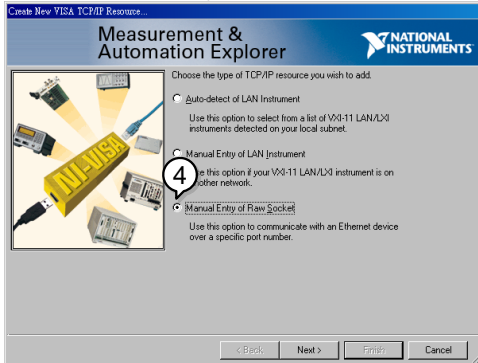 Create New VISA TCP/IP Resource...
Measurement &
Automation Explorer
NATIONAL
INSTRUMENTS
Choose the type of TCP/IP resource you wish to add.
Auto-detect of LAN Instrument
Use this option to select from a list of VXI-11 LAN/LXI
instruments detected on your local subnet.
Manual Entry of LAN Instrument
this option if your VXI-11 LAN/LXI instrument is on
network.
4
Manual Entry of Raw Socket
Use this option to communicate with an Ethernet device
over a specific port number.
NI-VISA
< Back
Next >
Finish
Cancel